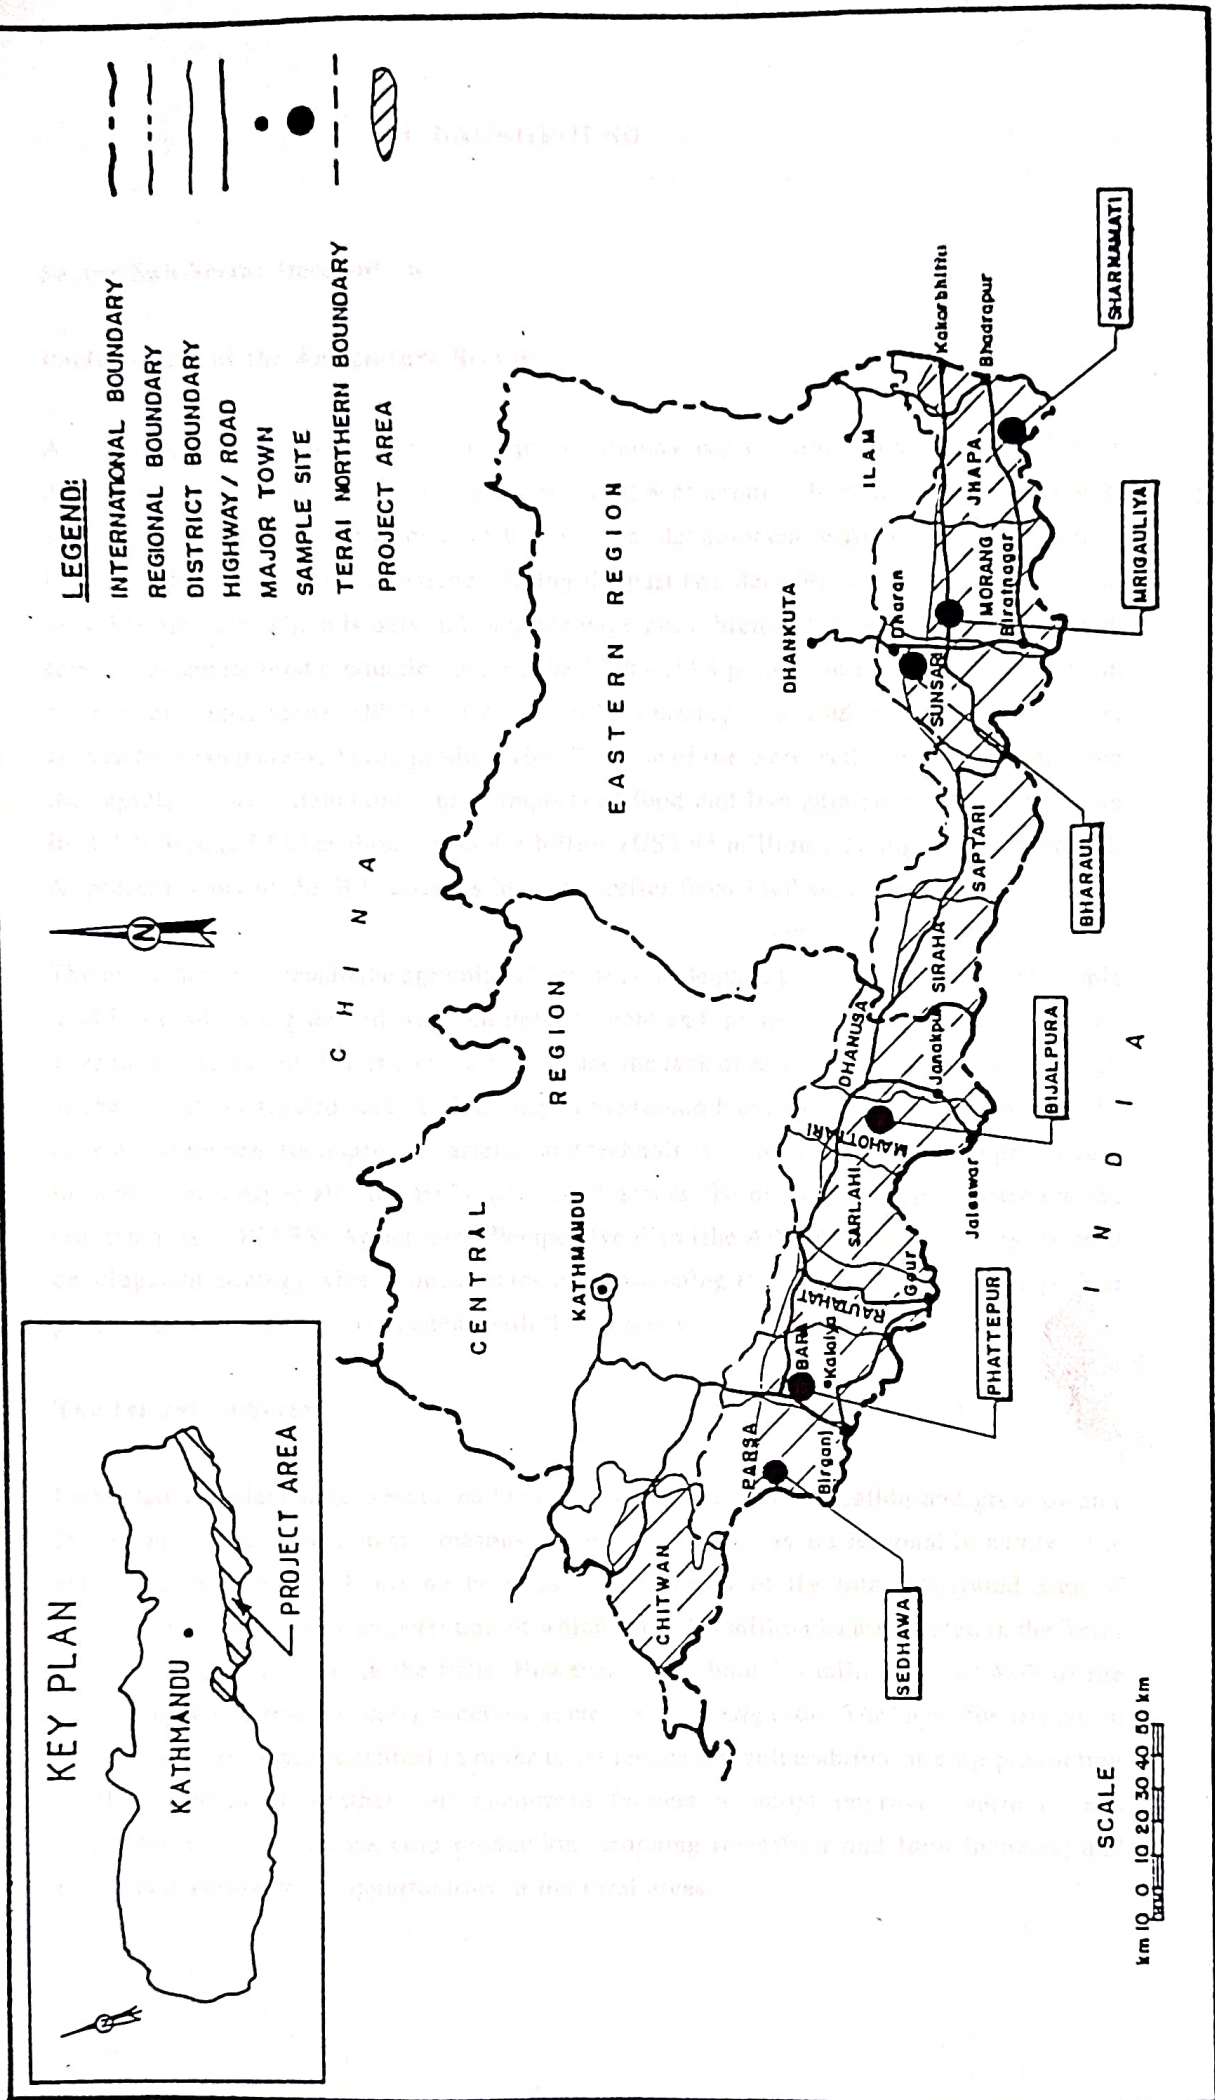 KEY PLAN
N
KATHMANDU
PROJECT AREA
LEGEND:
INTERNATIONAL BOUNDARY
REGIONAL BOUNDARY
DISTRICT BOUNDARY
HIGHWAY / ROAD
MAJOR TOWN
SAMPLE SITE
TERAI NORTHERN BOUNDARY
PROJECT AREA
N
CHINA
CENTRAL REGION
EASTERN REGION
KATHMANDU
DHANKUTA
ILAM
CHITWAN
PARSA
Birganj
BARA
Kalaiya
RAUTAHAT
Gaur
SARLAHI
MAHOTTARI
Jaleswar
DHANUSA
Janakpur
SIRAHA
SAPTARI
SUNSARI
Dharan
MORANG
Biratnagar
JHAPA
Kakarbhitta
Bhadrapur
SEDHAWA
PHATTEPUR
BIJALPURA
BHARAUL
MRIGAULIYA
SHARNAMATI
INDIA
SCALE
km 10 0 10 20 30 40 50 km